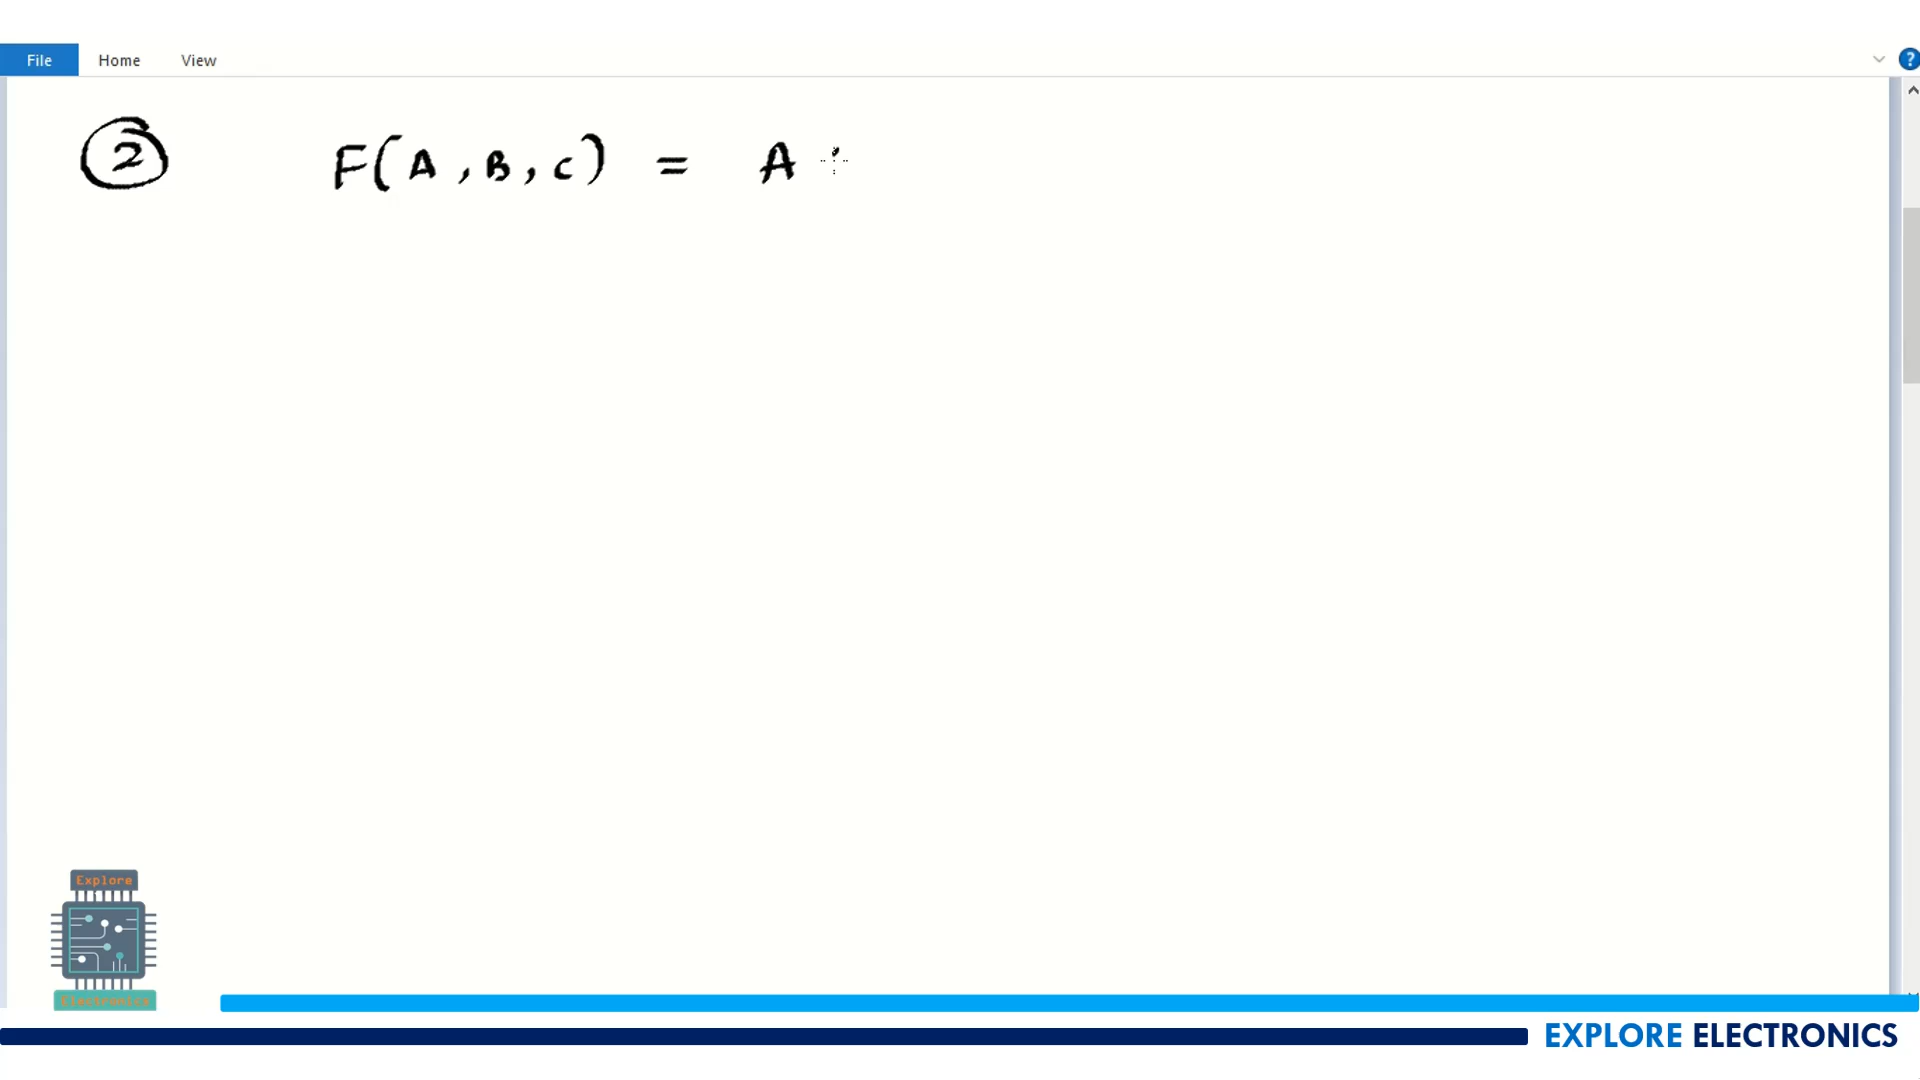 File Home View
?
2 F(A,B,C) = A
Explore
Electronics
EXPLORE ELECTRONICS